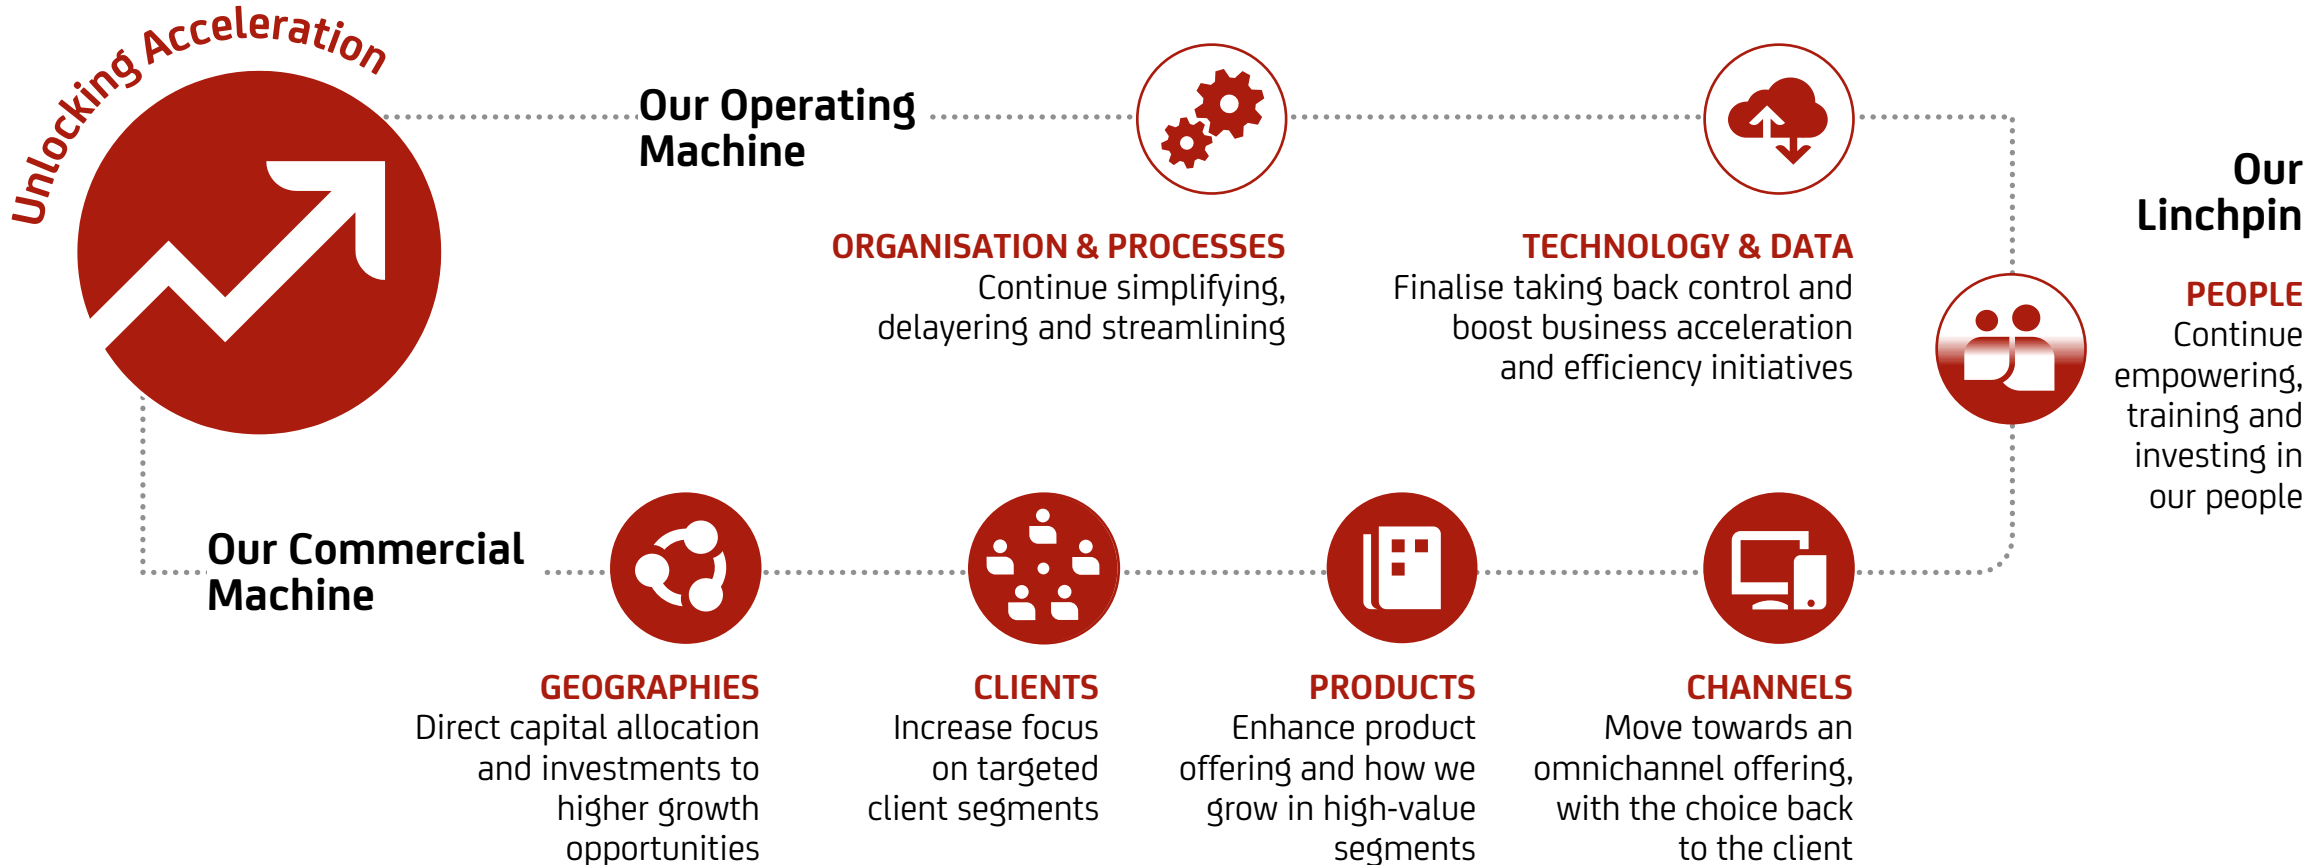 Unlocking Acceleration
Our Operating
Machine
ORGANISATION & PROCESSES
Continue simplifying,
delayering and streamlining
TECHNOLOGY & DATA
Finalise taking back control and
boost business acceleration
and efficiency initiatives
Our
Linchpin
PEOPLE
Continue
empowering,
training and
investing in
our people
Our Commercial
Machine
GEOGRAPHIES
Direct capital allocation
and investments to
higher growth
opportunities
CLIENTS
Increase focus
on targeted
client segments
PRODUCTS
Enhance product
offering and how we
grow in high-value
segments
CHANNELS
Move towards an
omnichannel offering,
with the choice back
to the client